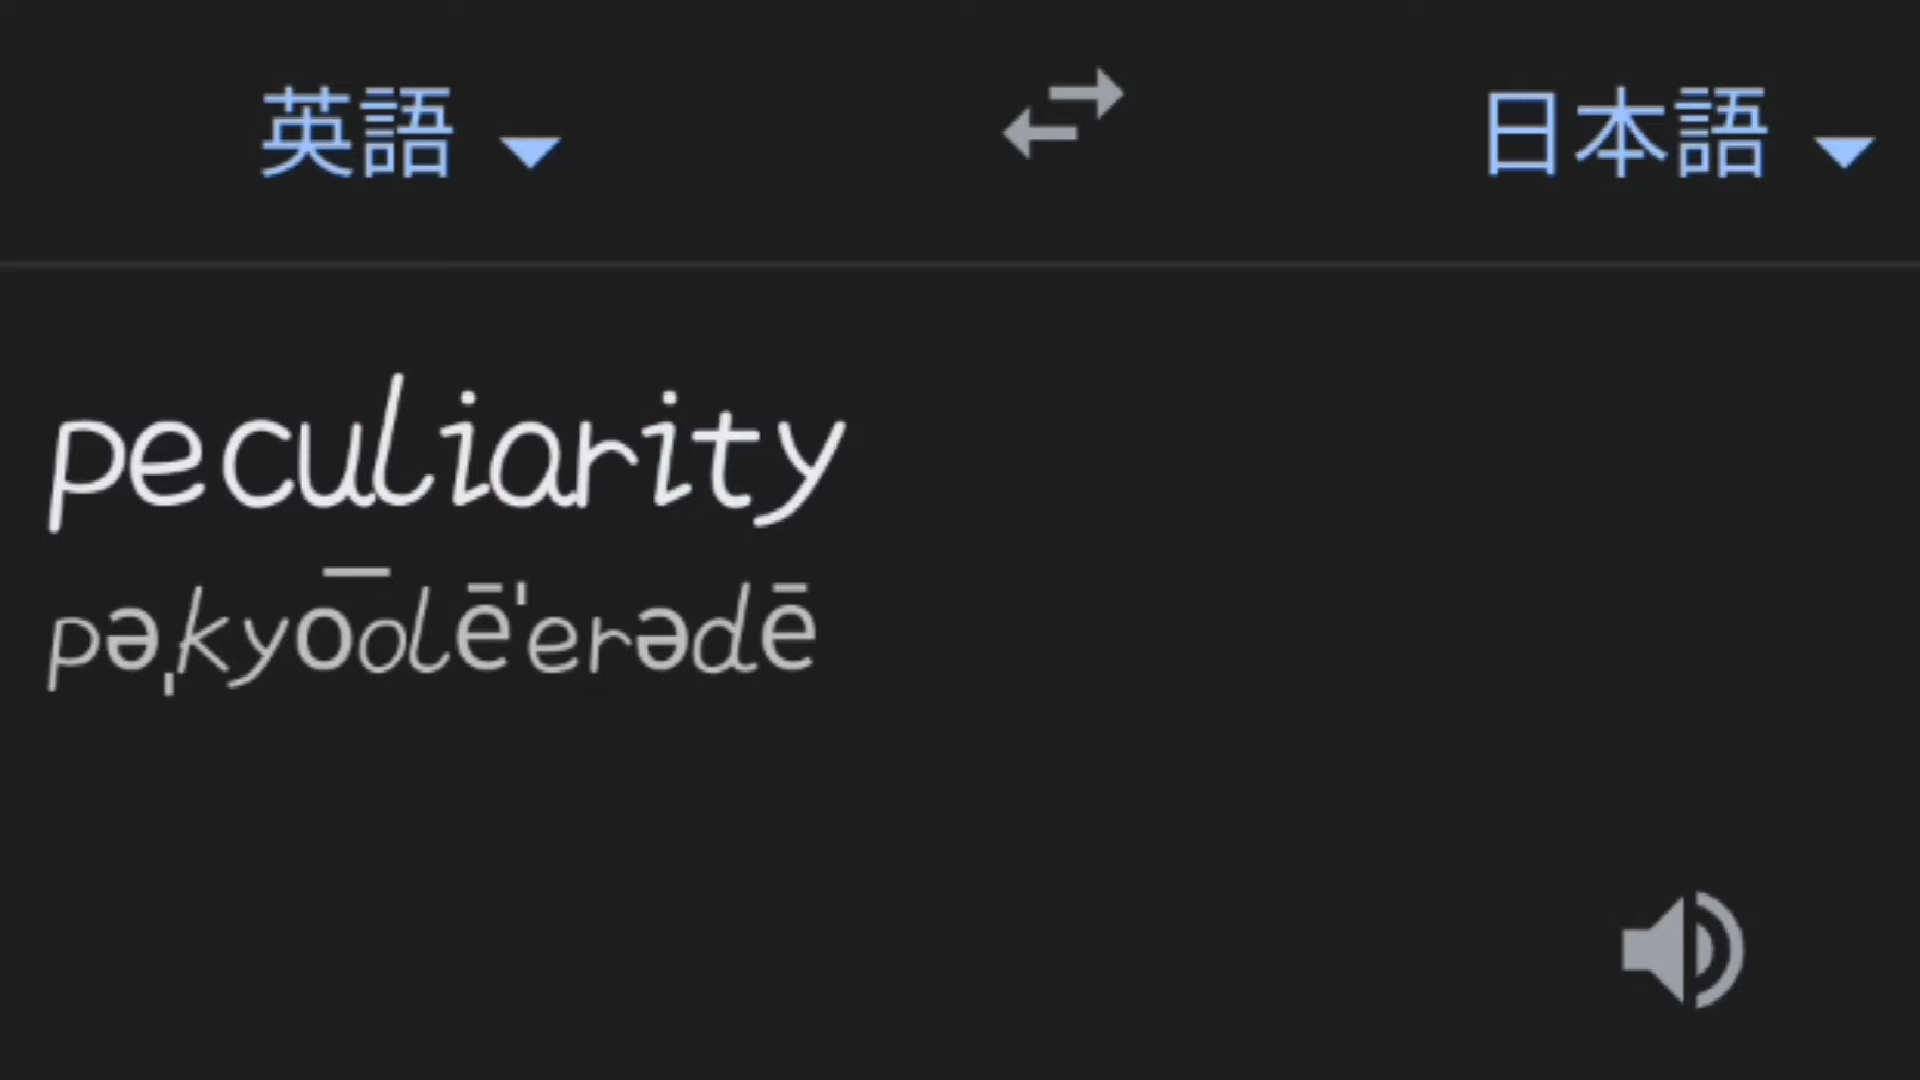 英語 日本語
peculiarity
pəˌkyo͞olēˈerədē